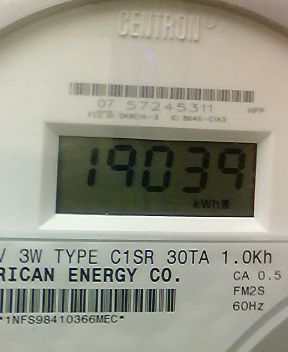 CENTRON®
07 57245311 HPP
19039
kWh
V 3W TYPE C1SR 30TA 1.0Kh
RICAN ENERGY CO. CA 0.5
FM2S
*1NFS98410366MEC* 60Hz